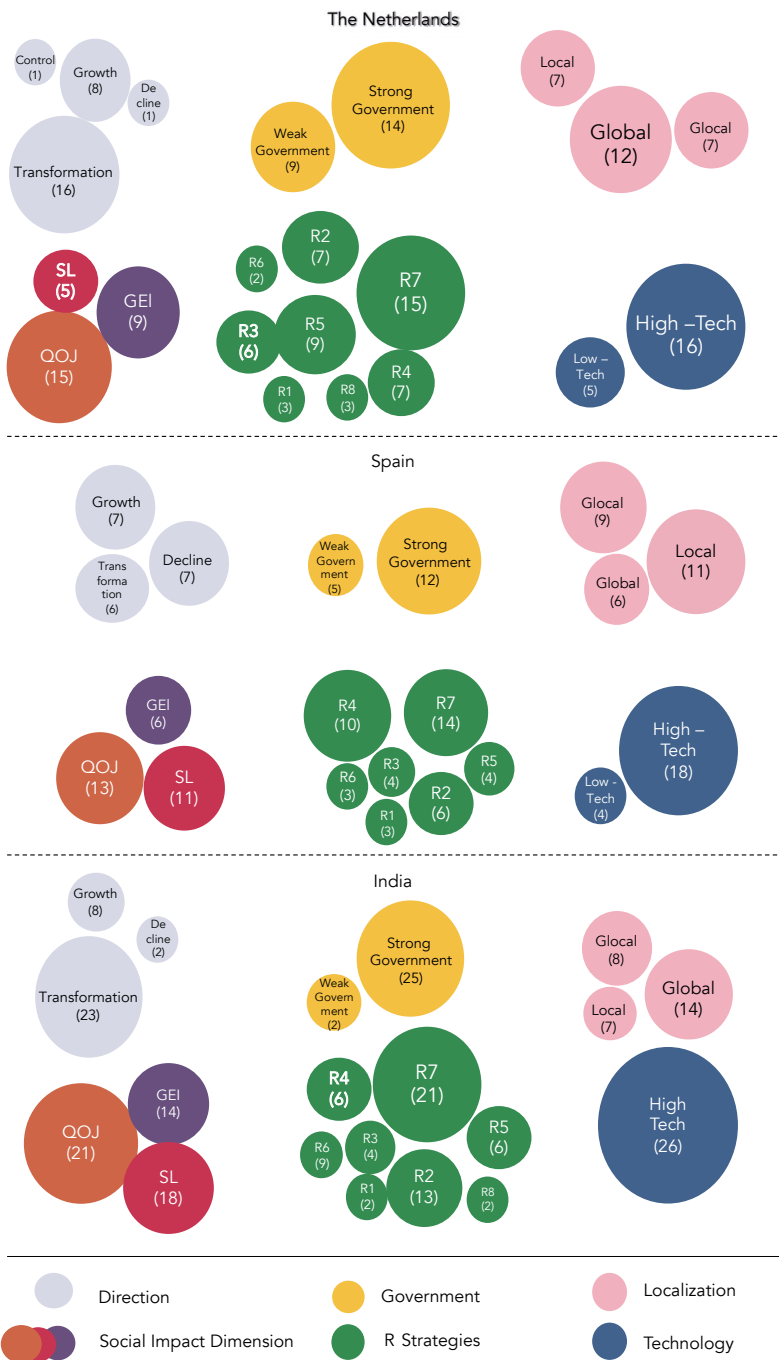 The Netherlands
Control
(1)
Growth
(8)
De
cline
(1)
Transformation
(16)
Strong
Government
(14)
Weak
Government
(9)
Local
(7)
Global
(12)
Glocal
(7)
SL
(5)
GEI
(9)
QOJ
(15)
R2
(7)
R6
(2)
R7
(15)
R3
(6)
R5
(9)
R4
(7)
R1
(3)
R8
(3)
High –Tech
(16)
Low –
Tech
(5)
Spain
Growth
(7)
Decline
(7)
Trans
forma
tion
(6)
Weak
Govern
ment
(5)
Strong
Government
(12)
Glocal
(9)
Local
(11)
Global
(6)
GEI
(6)
QOJ
(13)
SL
(11)
R4
(10)
R7
(14)
R3
(4)
R5
(4)
R6
(3)
R2
(6)
R1
(3)
High –
Tech
(18)
Low -
Tech
(4)
India
Growth
(8)
De
cline
(2)
Transformation
(23)
Strong
Government
(25)
Weak
Govern
ment
(2)
Glocal
(8)
Global
(14)
Local
(7)
GEI
(14)
QOJ
(21)
SL
(18)
R4
(6)
R7
(21)
R5
(6)
R3
(4)
R6
(9)
R2
(13)
R1
(2)
R8
(2)
High
Tech
(26)
Direction
Government
Localization
Social Impact Dimension
R Strategies
Technology